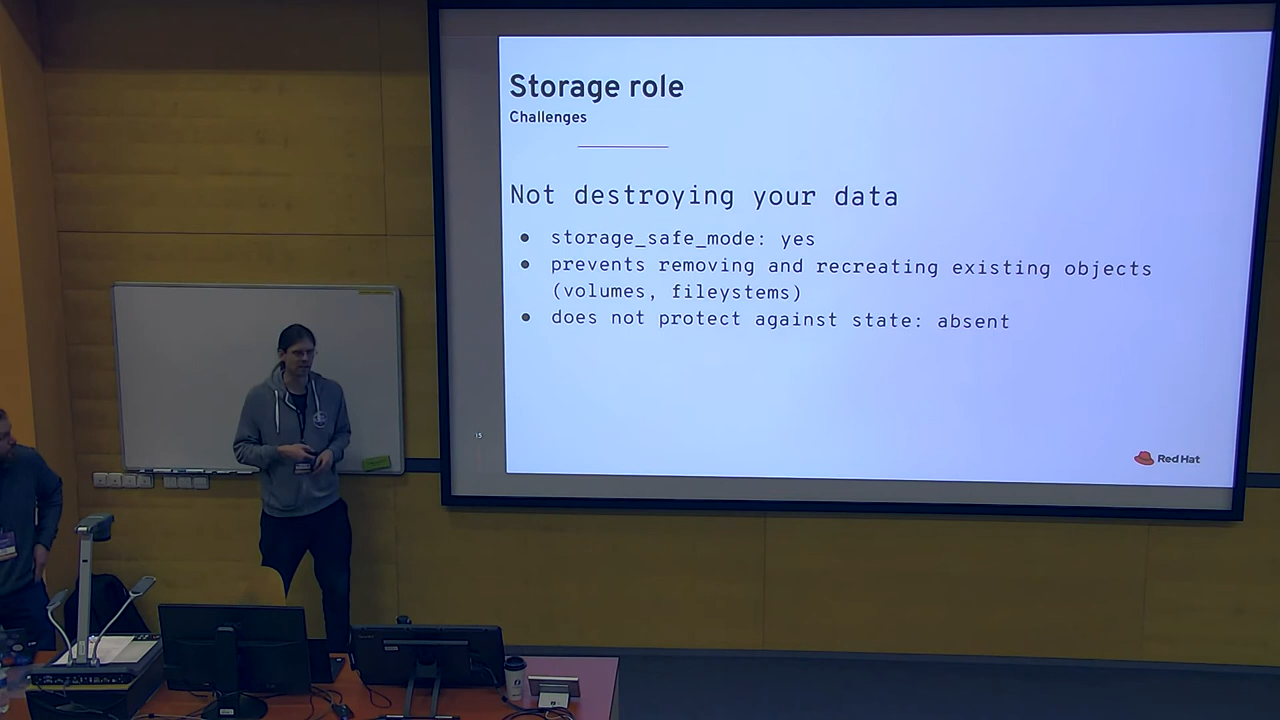 Storage role
Challenges
Not destroying your data
● storage_safe_mode: yes
● prevents removing and recreating existing objects
(volumes, fileystems)
● does not protect against state: absent
15
Red Hat